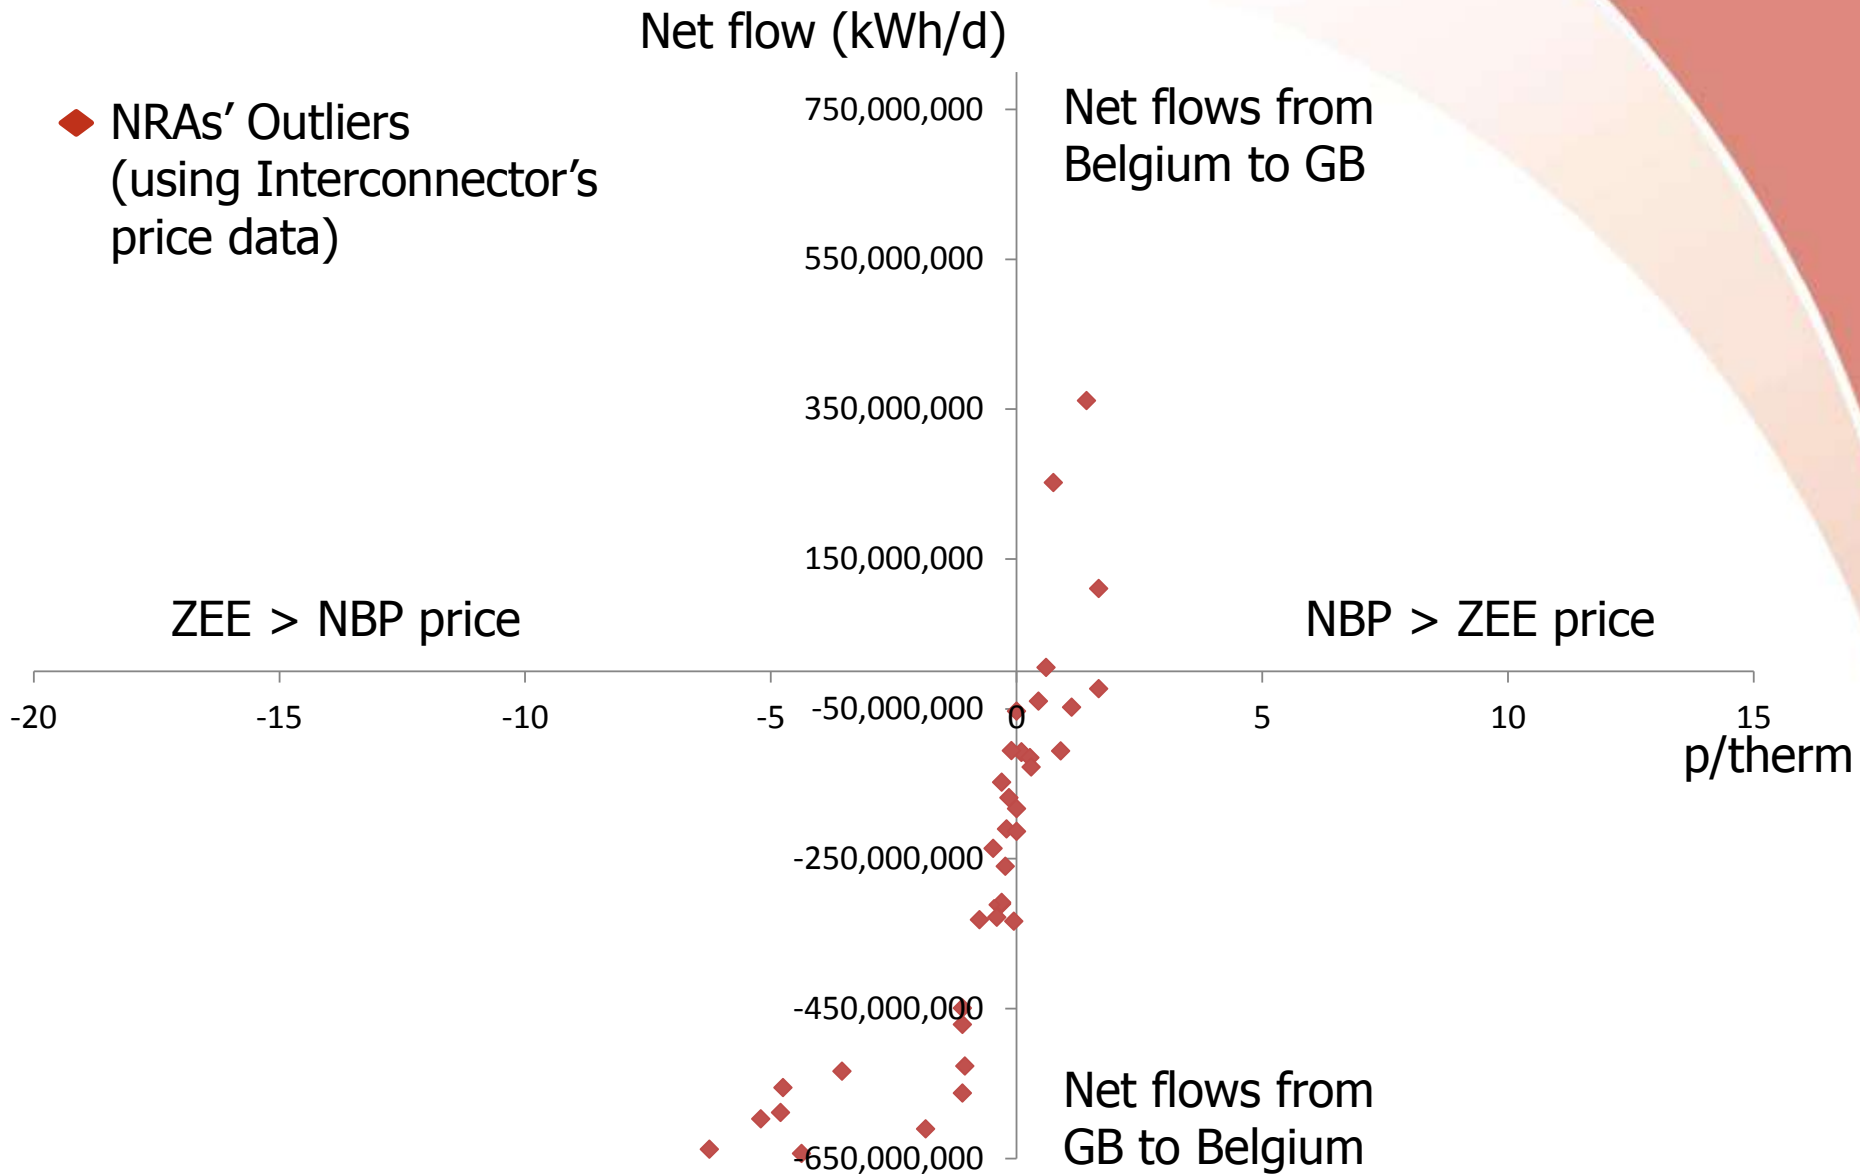 Net flow (kWh/d)
NRAs’ Outliers
(using Interconnector’s
price data)
Net flows from
Belgium to GB
750,000,000
550,000,000
350,000,000
150,000,000
ZEE > NBP price
NBP > ZEE price
-20
-15
-10
-5
-50,000,000
0
5
10
15
p/therm
-250,000,000
-450,000,000
Net flows from
GB to Belgium
-650,000,000